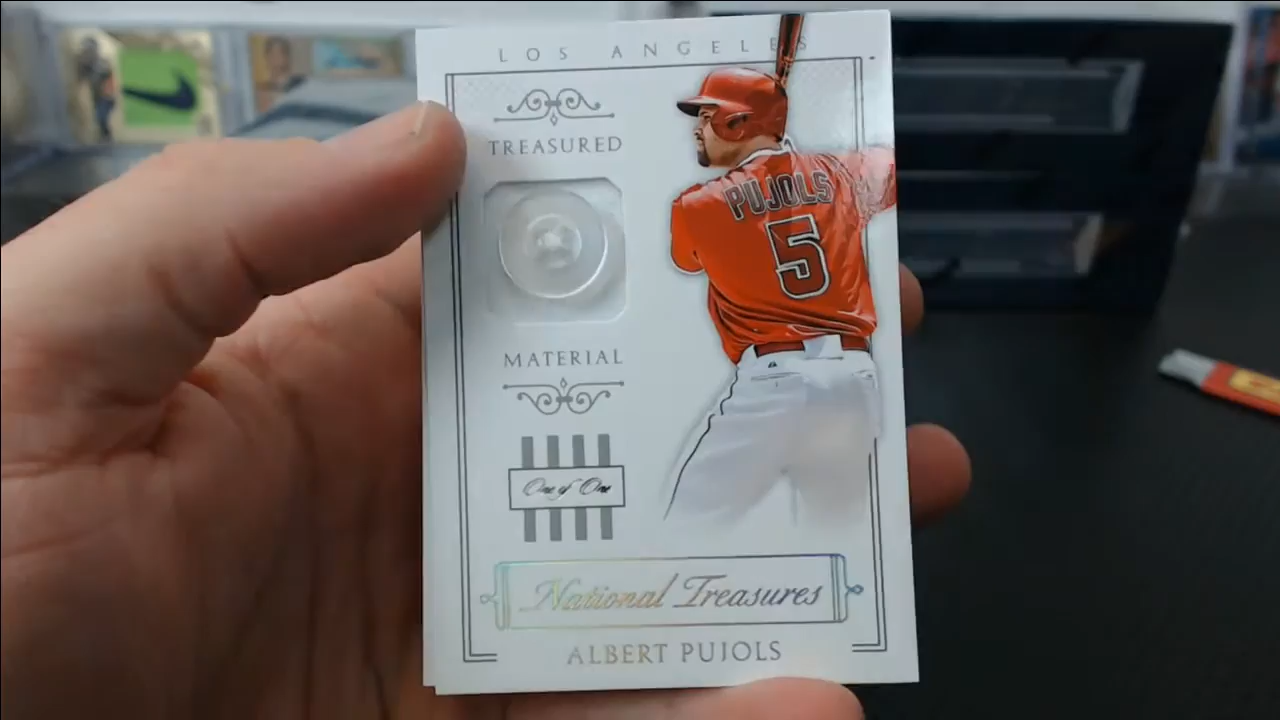 LOS ANGELES
TREASURED
PUJOLS
5
MATERIAL
One of One
National Treasures
ALBERT PUJOLS